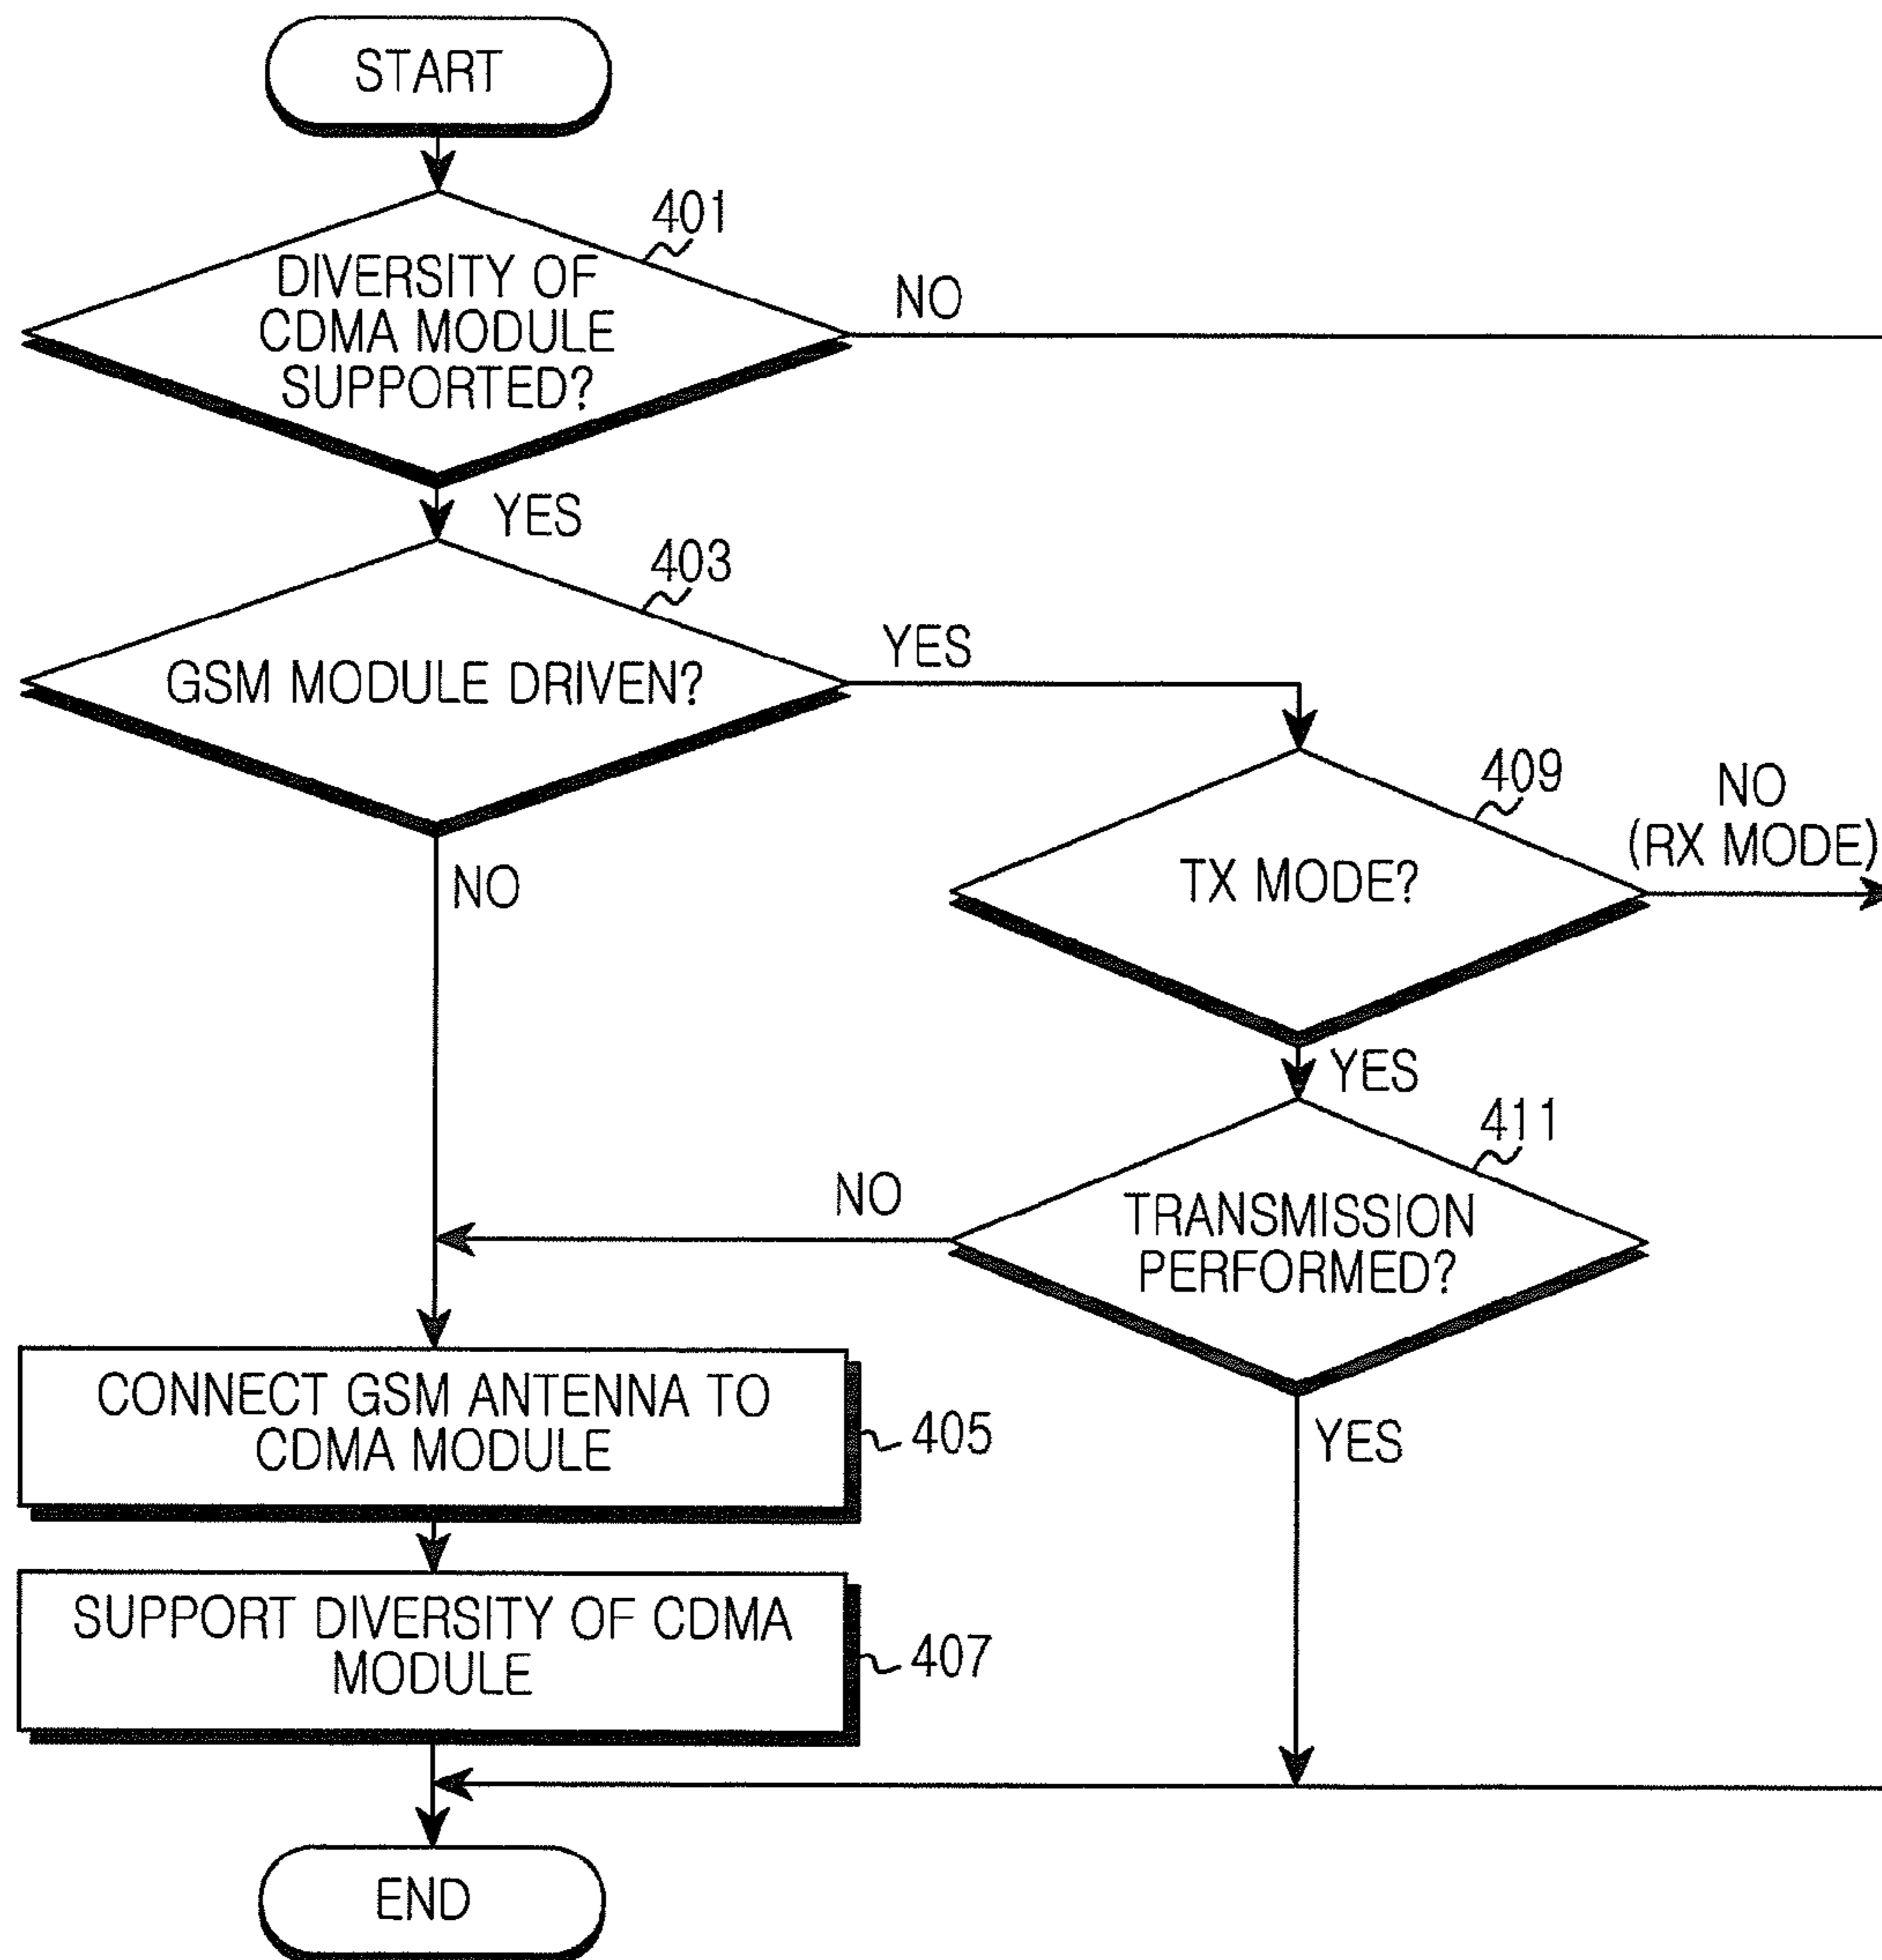 START
401
DIVERSITY OF
CDMA MODULE
SUPPORTED?
NO
YES
403
GSM MODULE DRIVEN?
YES
NO
409
TX MODE?
NO
(RX MODE)
YES
411
TRANSMISSION
PERFORMED?
NO
YES
CONNECT GSM ANTENNA TO
CDMA MODULE
405
SUPPORT DIVERSITY OF CDMA
MODULE
407
END